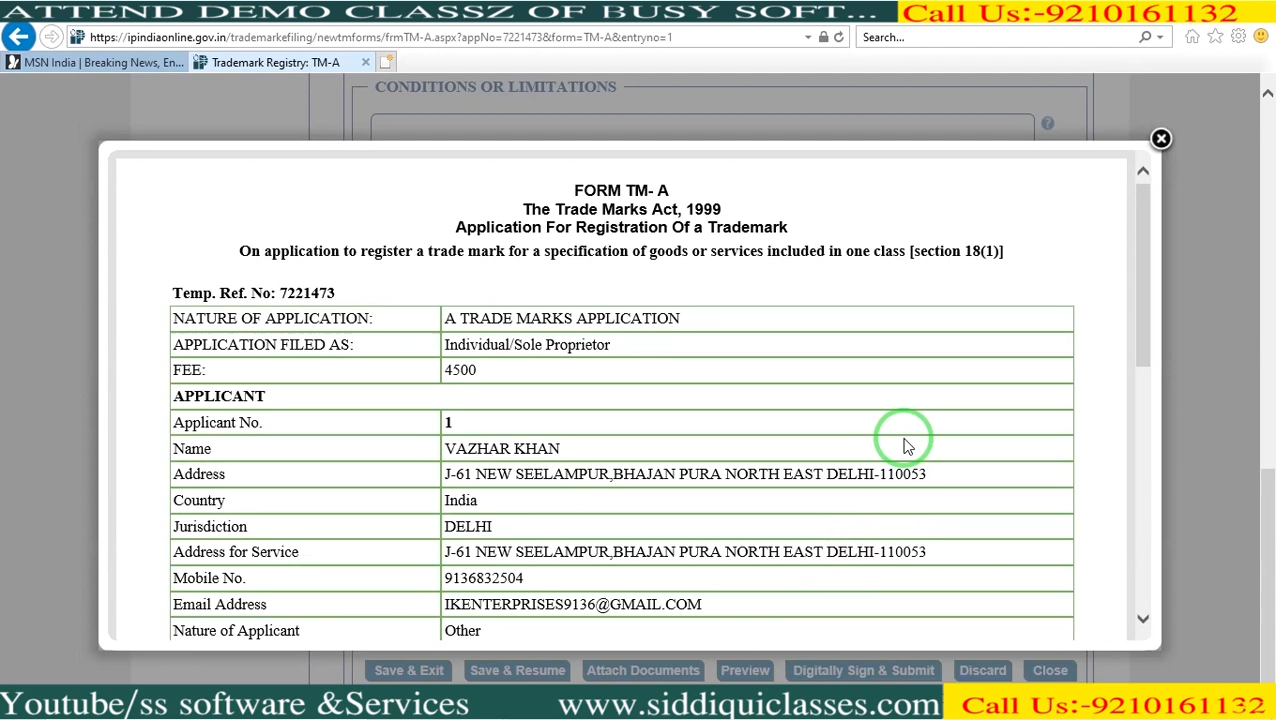 ATTEND DEMO CLASSZ OF BUSY SOFT... Call Us:-9210161132
https://ipindiaonline.gov.in/trademarkefiling/newtmforms/frmTM-A.aspx?appNo=7221473&form=TM-A&entryno=1 Search...
MSN India | Breaking News, En... Trademark Registry: TM-A
CONDITIONS OR LIMITATIONS
FORM TM- A
The Trade Marks Act, 1999
Application For Registration Of a Trademark
On application to register a trade mark for a specification of goods or services included in one class [section 18(1)]
Temp. Ref. No: 7221473
NATURE OF APPLICATION: A TRADE MARKS APPLICATION
APPLICATION FILED AS: Individual/Sole Proprietor
FEE: 4500
APPLICANT
Applicant No. 1
Name VAZHAR KHAN
Address J-61 NEW SEELAMPUR,BHAJAN PURA NORTH EAST DELHI-110053
Country India
Jurisdiction DELHI
Address for Service J-61 NEW SEELAMPUR,BHAJAN PURA NORTH EAST DELHI-110053
Mobile No. 9136832504
Email Address IKENTERPRISES9136@GMAIL.COM
Nature of Applicant Other
Save & Exit Save & Resume Attach Documents Preview Digitally Sign & Submit Discard Close
Youtube/ss software &Services www.siddiquiclasses.com Call Us:-9210161132